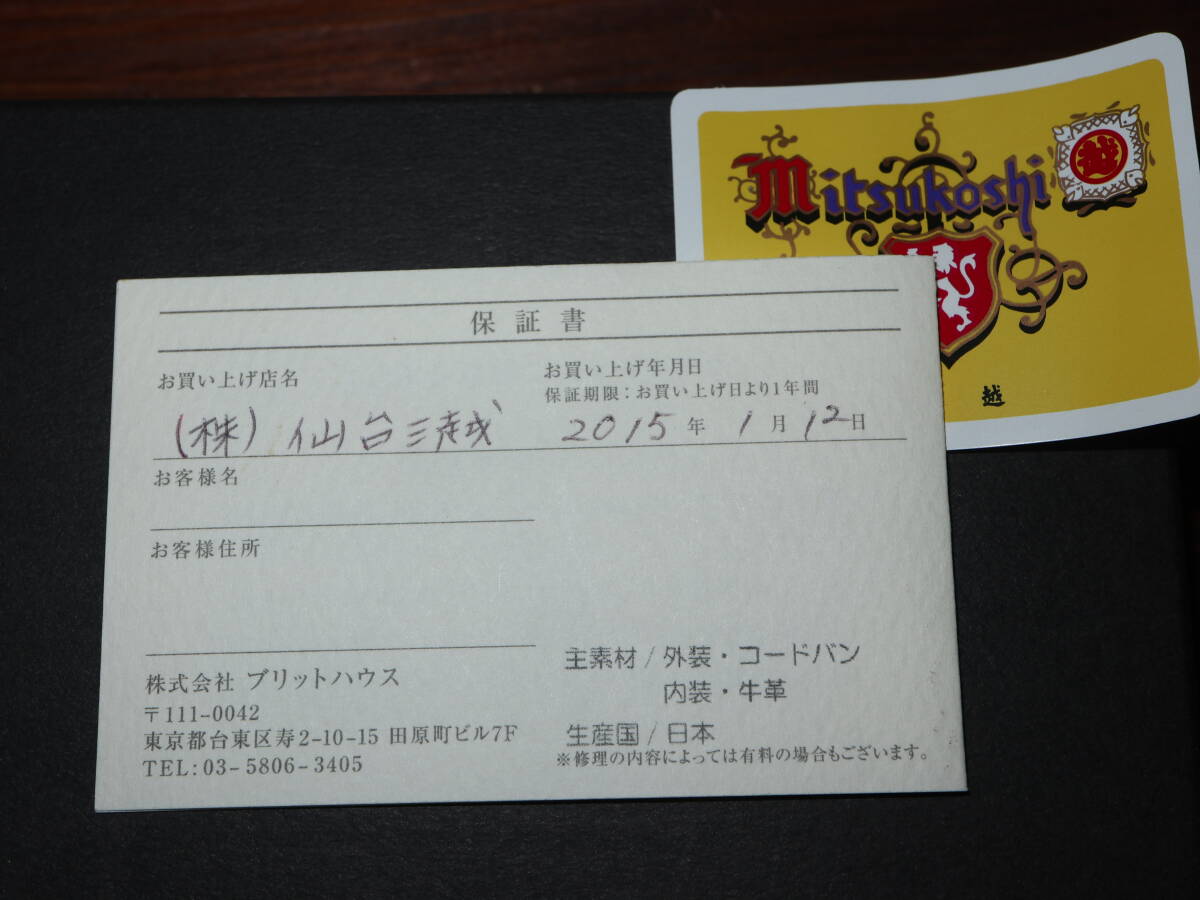 Mitsukoshi
越
越
保証書
お買い上げ店名
(株) 仙台三越
お買い上げ年月日
保証期限：お買い上げ日より1年間
2015年 1月 12日
お客様名
お客様住所
株式会社 ブリットハウス
〒111-0042
東京都台東区寿2-10-15 田原町ビル7F
TEL：03-5806-3405
主素材/外装・コードバン
内装・牛革
生産国/日本
※修理の内容によっては有料の場合もございます。